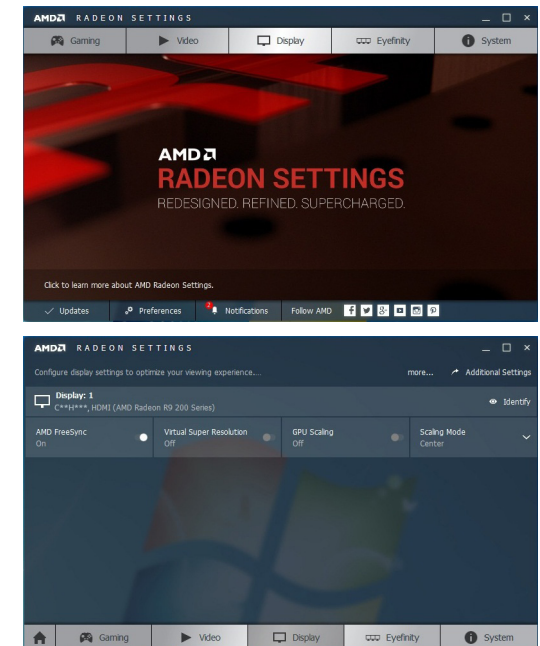 AMD RADEON SETTINGS
Gaming Video Display Eyefinity System
AMD
RADEON SETTINGS
REDESIGNED. REFINED. SUPERCHARGED.
Click to learn more about AMD Radeon Settings.
Updates Preferences 2 Notifications Follow AMD
AMD RADEON SETTINGS
Configure display settings to optimize your viewing experience.... more... Additional Settings
Display: 1
C**H***, HDMI (AMD Radeon R9 200 Series) Identify
AMD FreeSync Virtual Super Resolution GPU Scaling Scaling Mode
On Off Off Center
Gaming Video Display Eyefinity System